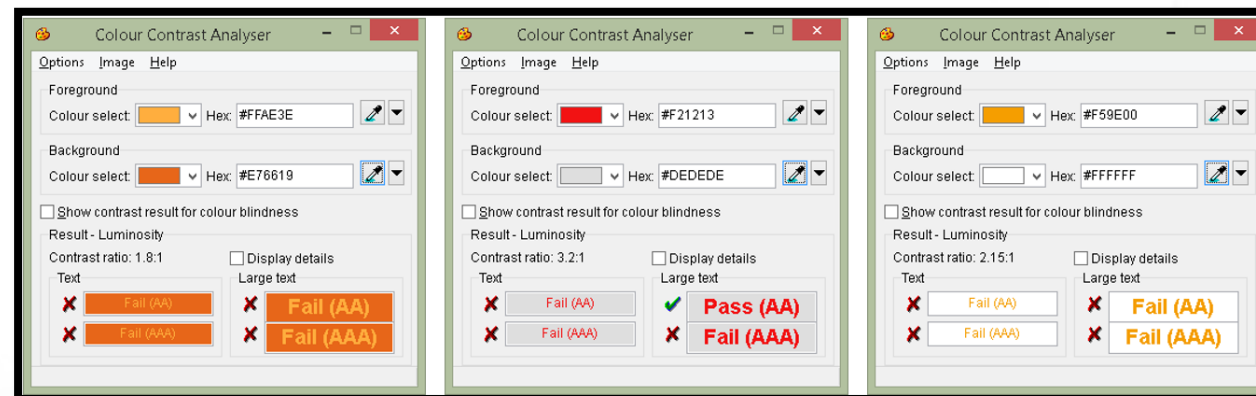 Colour Contrast Analyser
Options Image Help
Foreground
Colour select: Hex: #FFAE3E
Background
Colour select: Hex: #E76619
Show contrast result for colour blindness
Result - Luminosity
Contrast ratio: 1.8:1 Display details
Text Large text
Fail (AA) Fail (AA)
Fail (AAA) Fail (AAA)
Colour Contrast Analyser
Options Image Help
Foreground
Colour select: Hex: #F21213
Background
Colour select: Hex: #DEDEDE
Show contrast result for colour blindness
Result - Luminosity
Contrast ratio: 3.2:1 Display details
Text Large text
Fail (AA) Pass (AA)
Fail (AAA) Fail (AAA)
Colour Contrast Analyser
Options Image Help
Foreground
Colour select: Hex: #F59E00
Background
Colour select: Hex: #FFFFFF
Show contrast result for colour blindness
Result - Luminosity
Contrast ratio: 2.15:1 Display details
Text Large text
Fail (AA) Fail (AA)
Fail (AAA) Fail (AAA)